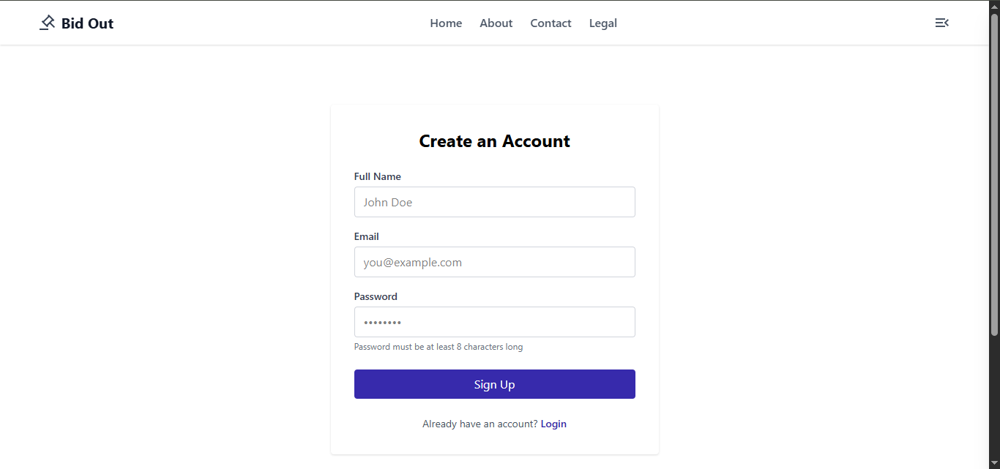 Bid Out
Home About Contact Legal
Create an Account
Full Name
John Doe
Email
you@example.com
Password
••••••••
Password must be at least 8 characters long
Sign Up
Already have an account? Login